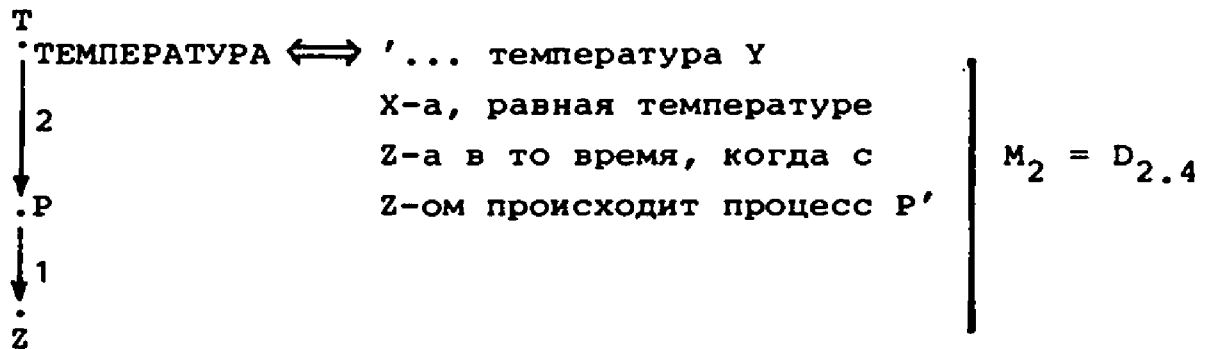 T
ТЕМПЕРАТУРА ⟺ '... температура Y
2 X-а, равная температуре
Z-а в то время, когда с M₂ = D₂.₄
.P Z-ом происходит процесс P'
1
Z